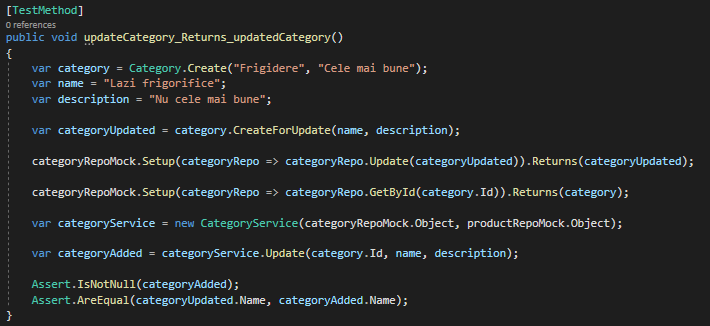 [TestMethod]
0 references
public void updateCategory_Returns_updatedCategory()
{
var category = Category.Create("Frigidere", "Cele mai bune");
var name = "Lazi frigorifice";
var description = "Nu cele mai bune";
var categoryUpdated = category.CreateForUpdate(name, description);
categoryRepoMock.Setup(categoryRepo => categoryRepo.Update(categoryUpdated)).Returns(categoryUpdated);
categoryRepoMock.Setup(categoryRepo => categoryRepo.GetById(category.Id)).Returns(category);
var categoryService = new CategoryService(categoryRepoMock.Object, productRepoMock.Object);
var categoryAdded = categoryService.Update(category.Id, name, description);
Assert.IsNotNull(categoryAdded);
Assert.AreEqual(categoryUpdated.Name, categoryAdded.Name);
}